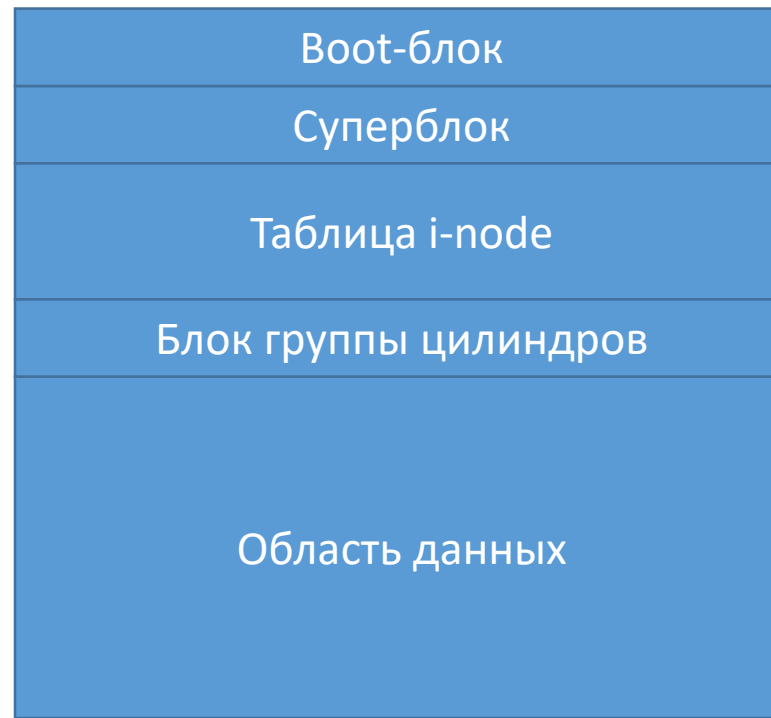 Boot-блок
Суперблок
Таблица i-node
Блок группы цилиндров
Область данных